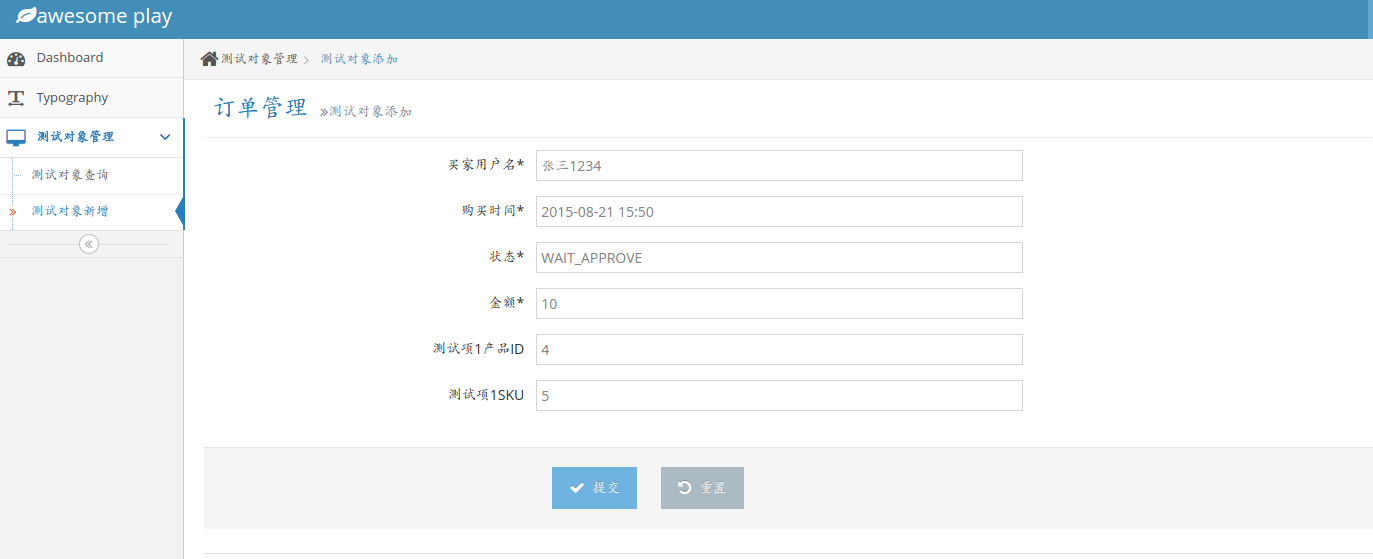 awesome play
Dashboard
Typography
测试对象管理
测试对象查询
测试对象新增
测试对象管理 测试对象添加
订单管理 测试对象添加
买家用户名* 张三1234
购买时间* 2015-08-21 15:50
状态* WAIT_APPROVE
金额* 10
测试项1产品ID 4
测试项1SKU 5
提交 重置